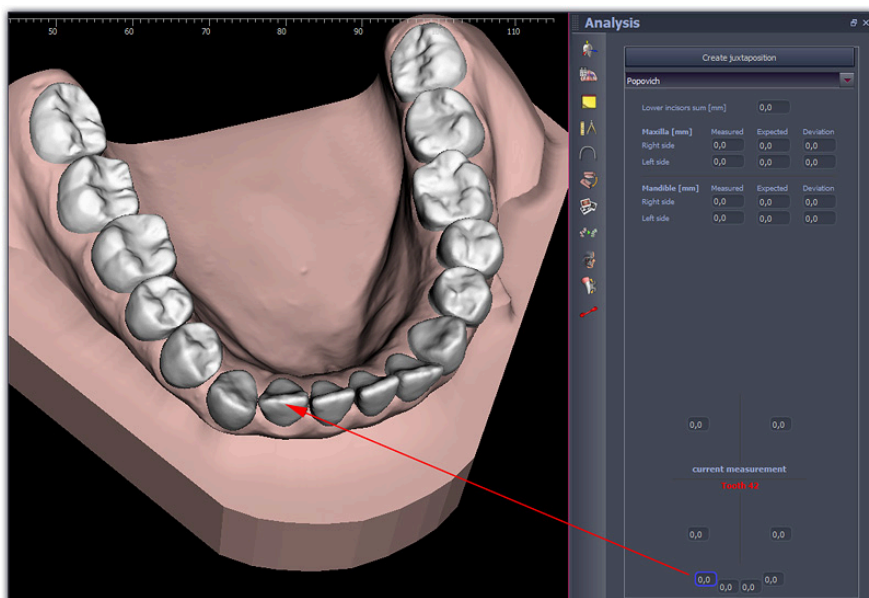 Analysis
50 60 70 80 90 100 110
Create juxtaposition
Popovich
Lower incisors sum [mm] 0,0
Maxilla [mm] Measured Expected Deviation
Right side 0,0 0,0 0,0
Left side 0,0 0,0 0,0
Mandible [mm] Measured Expected Deviation
Right side 0,0 0,0 0,0
Left side 0,0 0,0 0,0
0,0 0,0
current measurement
Tooth 42
0,0 0,0
0,0 0,0 0,0 0,0